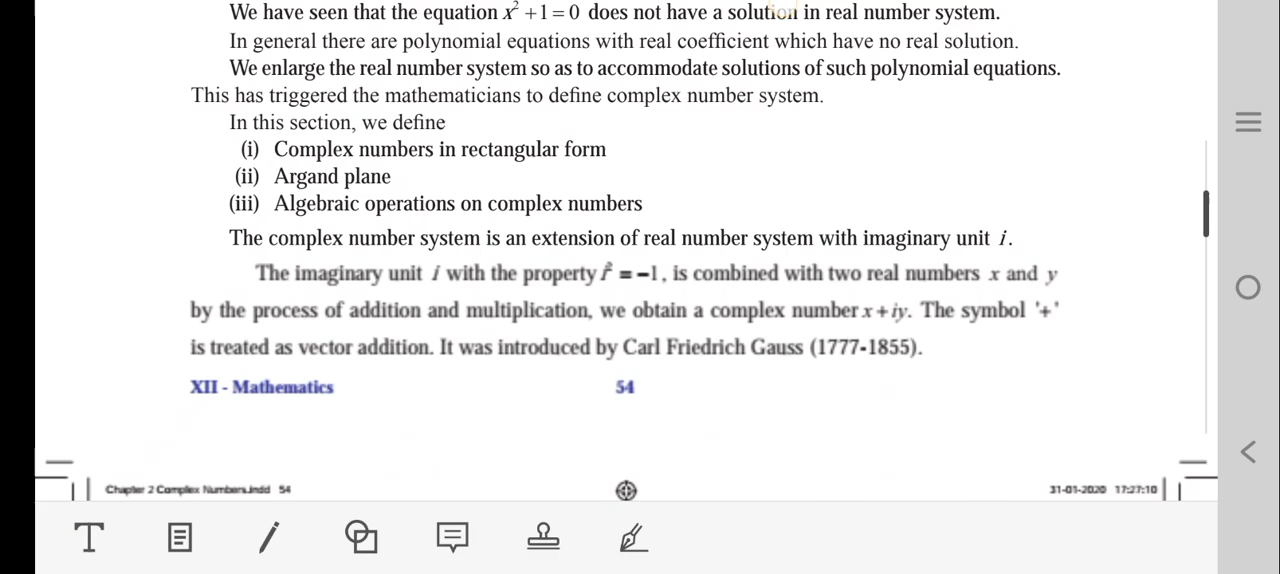 We have seen that the equation x² + 1 = 0 does not have a solution in real number system.
In general there are polynomial equations with real coefficient which have no real solution.
We enlarge the real number system so as to accommodate solutions of such polynomial equations.
This has triggered the mathematicians to define complex number system.
In this section, we define
(i) Complex numbers in rectangular form
(ii) Argand plane
(iii) Algebraic operations on complex numbers
The complex number system is an extension of real number system with imaginary unit i.
The imaginary unit i with the property i² = −1, is combined with two real numbers x and y
by the process of addition and multiplication, we obtain a complex number x + iy. The symbol '+'
is treated as vector addition. It was introduced by Carl Friedrich Gauss (1777-1855).
XII - Mathematics 54
Chapter 2 Complex Numbers.indd 54 31-01-2020 17:27:10
T